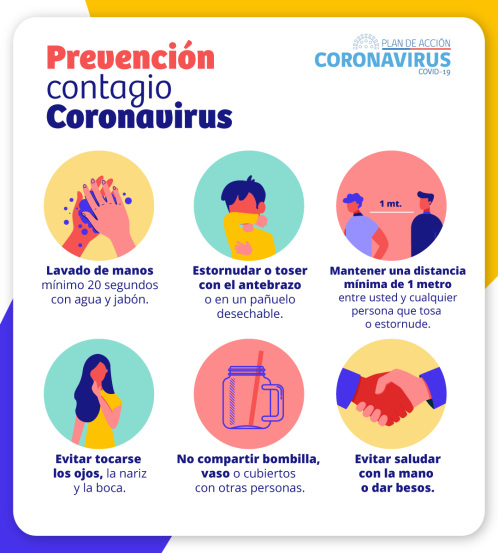 Prevención
contagio
Coronavirus
PLAN DE ACCIÓN
CORONAVIRUS
COVID-19
Lavado de manos
mínimo 20 segundos
con agua y jabón.
Estornudar o toser
con el antebrazo
o en un pañuelo
desechable.
1 mt.
Mantener una distancia
mínima de 1 metro
entre usted y cualquier
persona que tosa
o estornude.
Evitar tocarse
los ojos, la nariz
y la boca.
No compartir bombilla,
vaso o cubiertos
con otras personas.
Evitar saludar
con la mano
o dar besos.